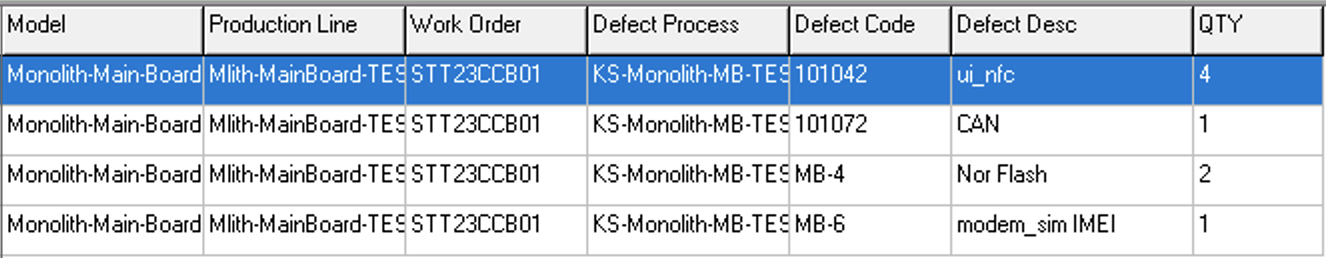 Model Production Line Work Order Defect Process Defect Code Defect Desc QTY
Monolith-Main-Board Mlith-MainBoard-TES STT23CCB01 KS-Monolith-MB-TES 101042 ui_nfc 4
Monolith-Main-Board Mlith-MainBoard-TES STT23CCB01 KS-Monolith-MB-TES 101072 CAN 1
Monolith-Main-Board Mlith-MainBoard-TES STT23CCB01 KS-Monolith-MB-TES MB-4 Nor Flash 2
Monolith-Main-Board Mlith-MainBoard-TES STT23CCB01 KS-Monolith-MB-TES MB-6 modem_sim IMEI 1